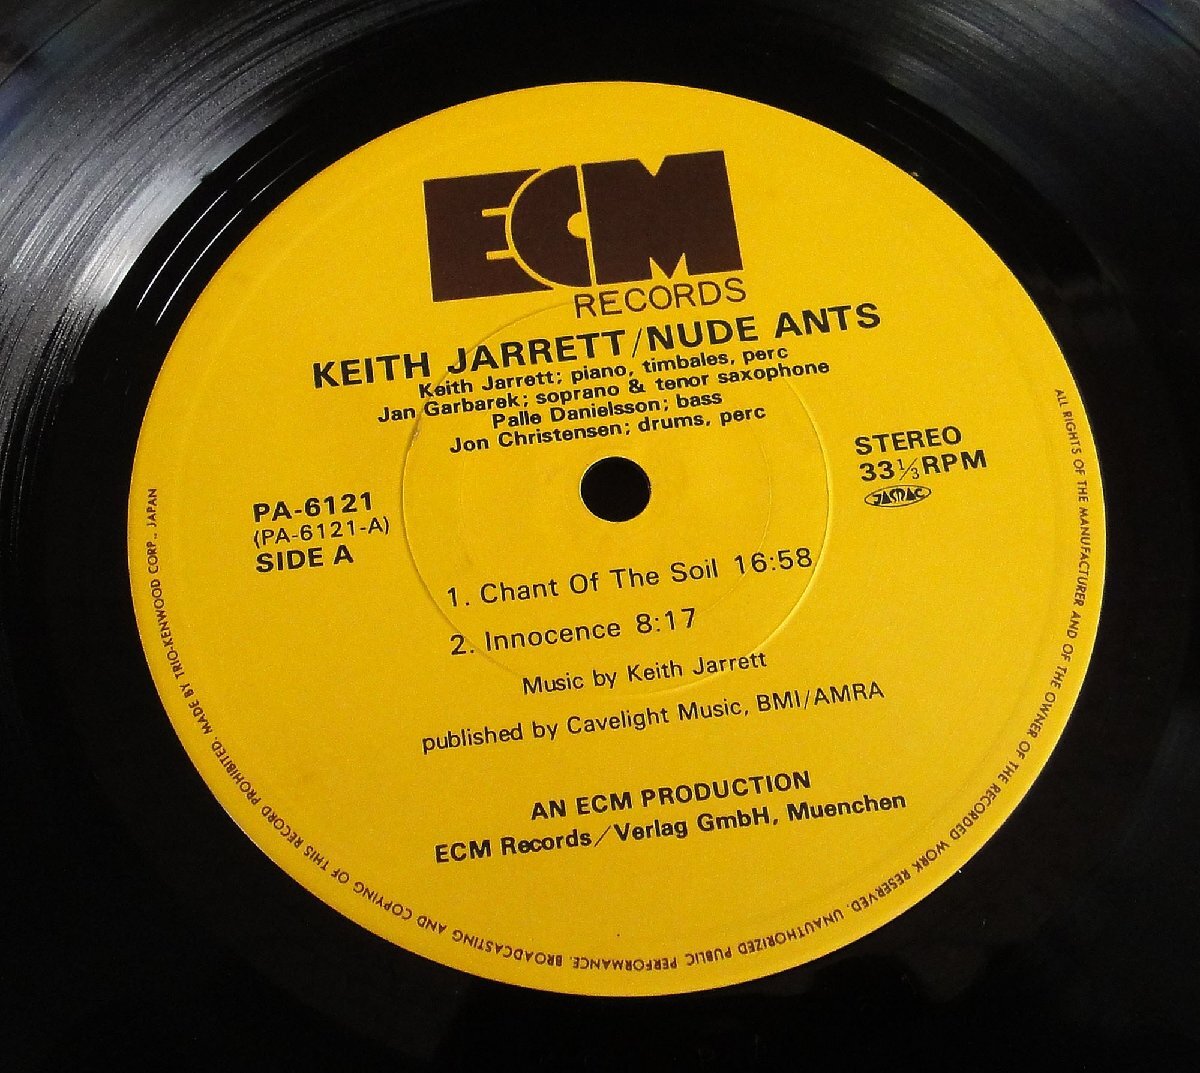 ECM
RECORDS
KEITH JARRETT/NUDE ANTS
Keith Jarrett; piano, timbales, perc
Jan Garbarek; soprano & tenor saxophone
Palle Danielsson; bass
Jon Christensen; drums, perc
STEREO
33⅓RPM
JASRAC
PA-6121
(PA-6121-A)
SIDE A
1. Chant Of The Soil 16:58
2. Innocence 8:17
Music by Keith Jarrett
published by Cavelight Music, BMI/AMRA
AN ECM PRODUCTION
ECM Records/Verlag GmbH, Muenchen
ALL RIGHTS OF THE MANUFACTURER AND OF THE OWNER OF THE RECORDED WORK RESERVED. UNAUTHORIZED PUBLIC PERFORMANCE, BROADCASTING AND COPYING OF THIS RECORD PROHIBITED. MADE BY TRIO-KENWOOD CORP., JAPAN